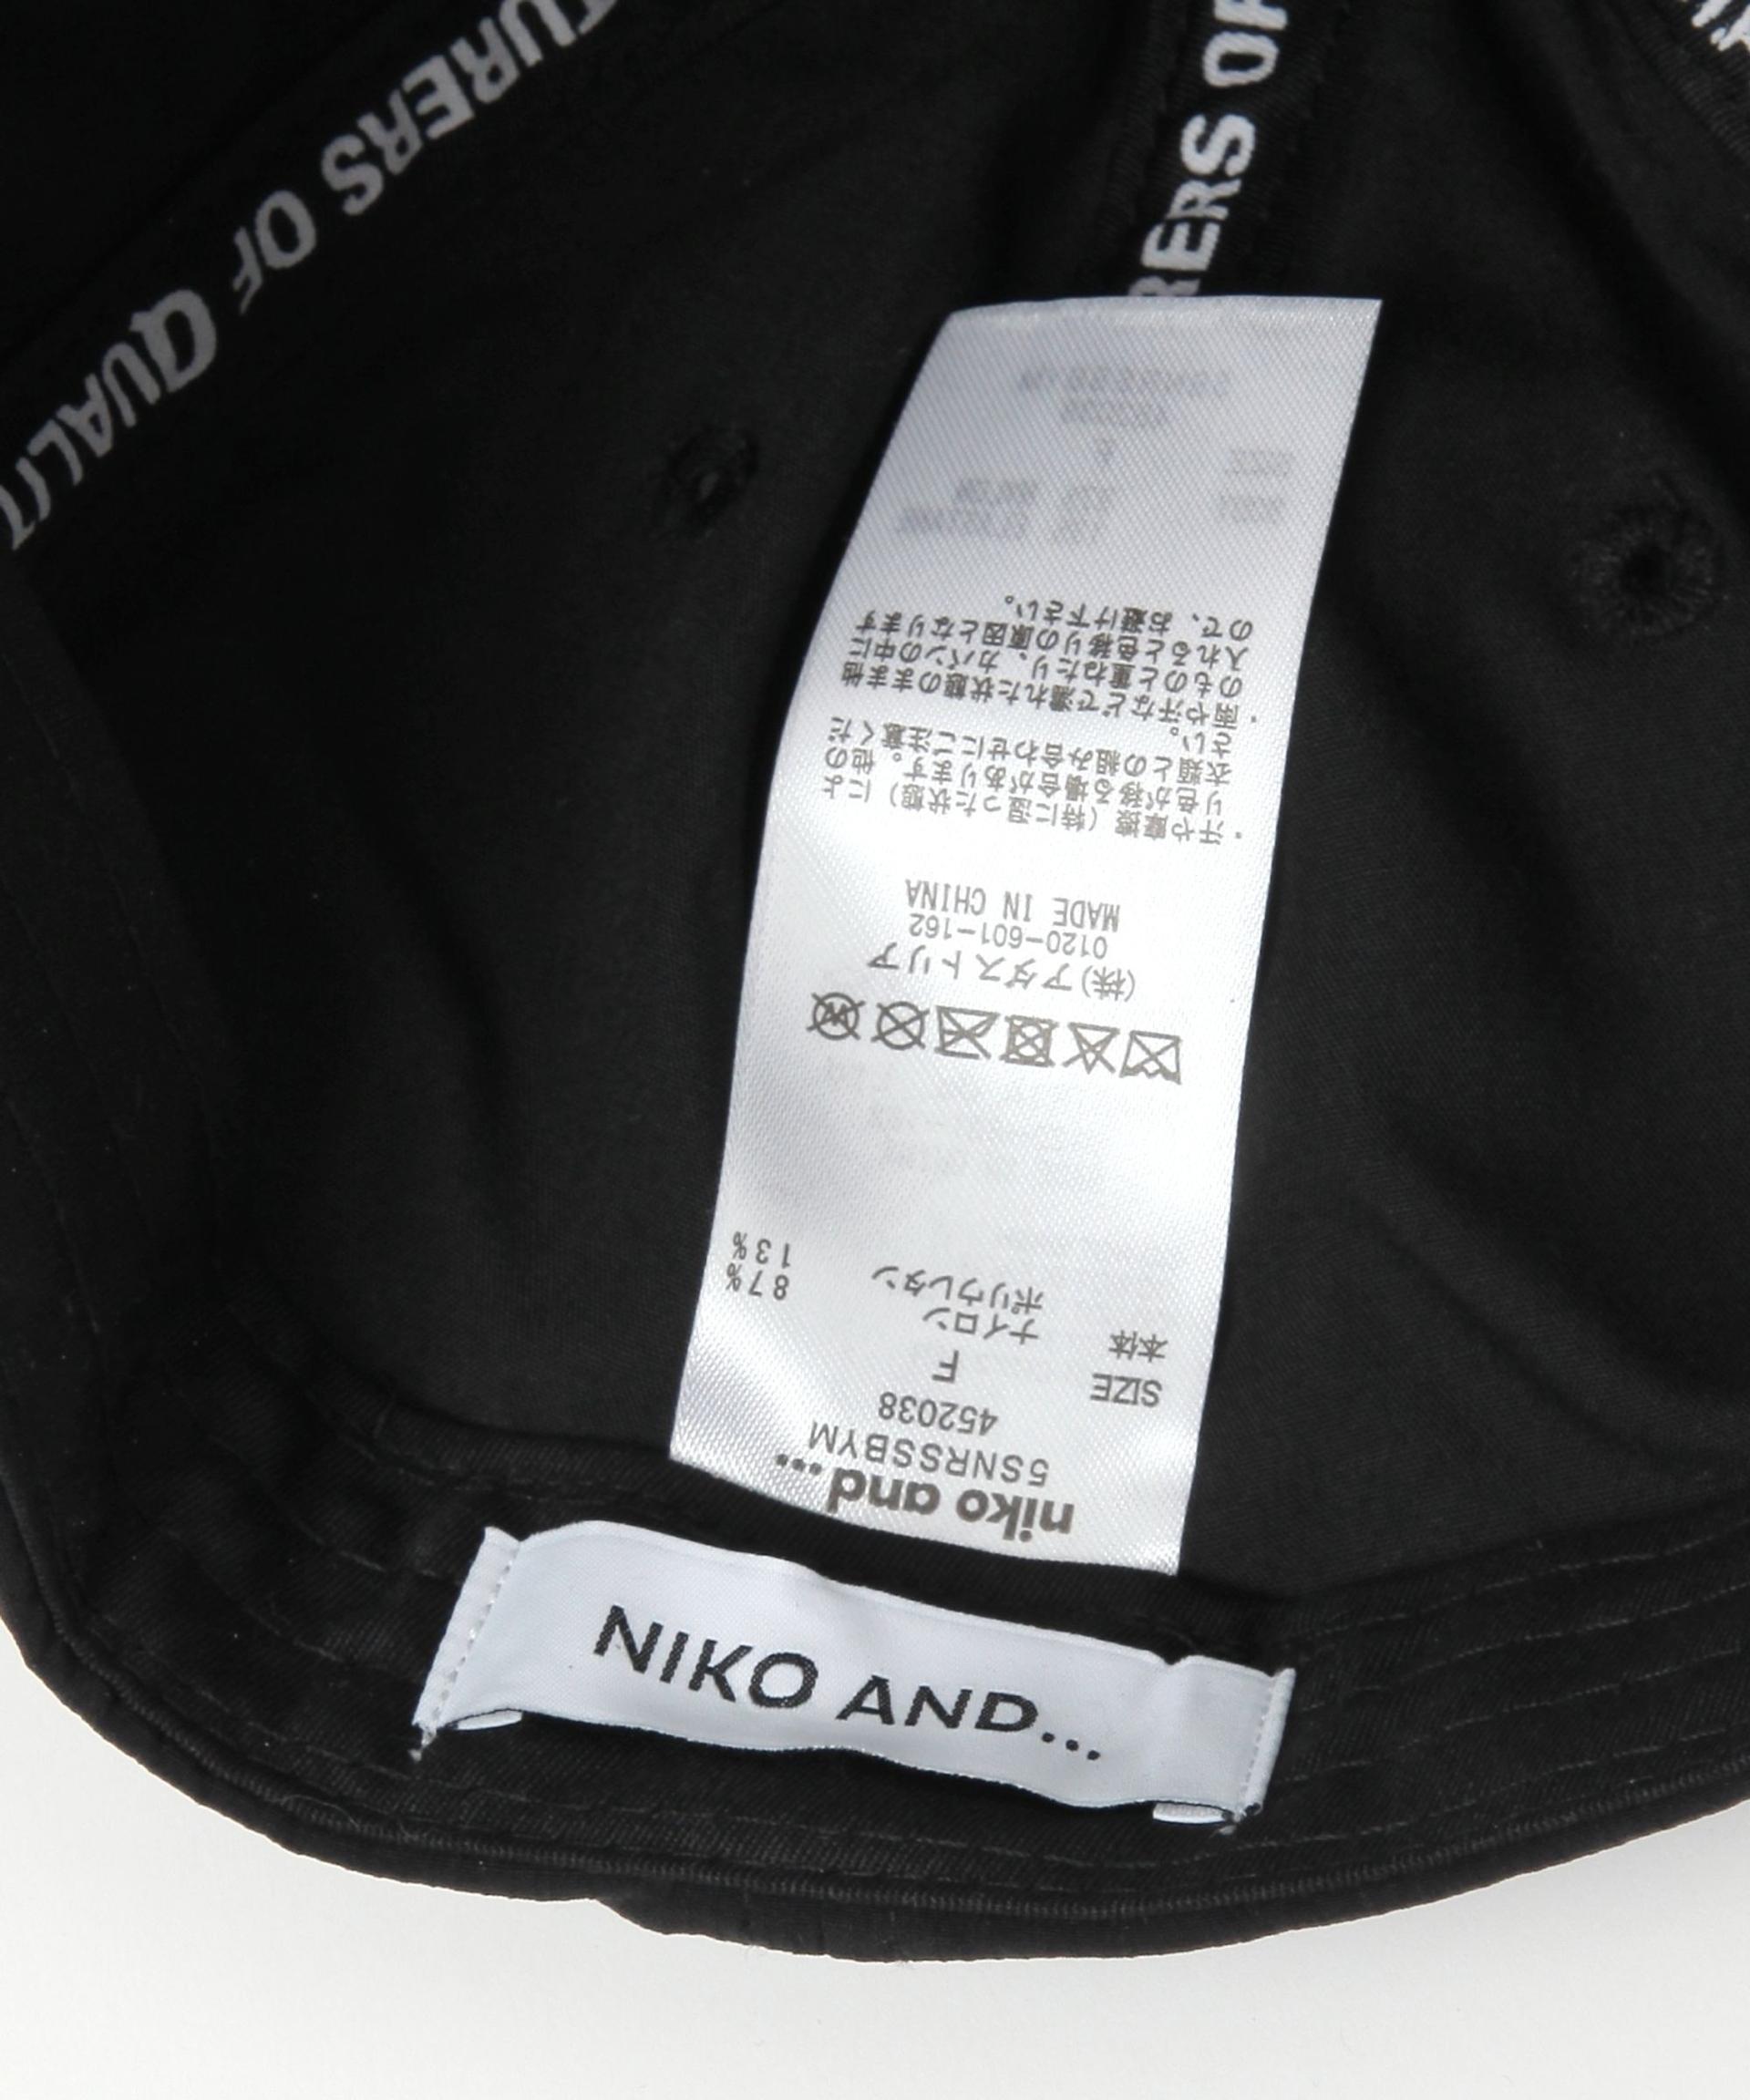 TURERS OF QUALIT
RERS OF
niko and...
5SNRSSBYM
452038
SIZE F
本体 ナイロン 87%
ポリウレタン 13%
(株)アダストリア
0120-601-162
MADE IN CHINA
・汗や摩擦(特に湿った状態)によ
り色が移る場合があります。他の
衣類との組み合わせにご注意くだ
さい。
・雨や汗などで濡れた状態のまま他
のものと重ねたり、カバンの中に
入れると色移りの原因となります
ので、お避け下さい。
NIKO AND...